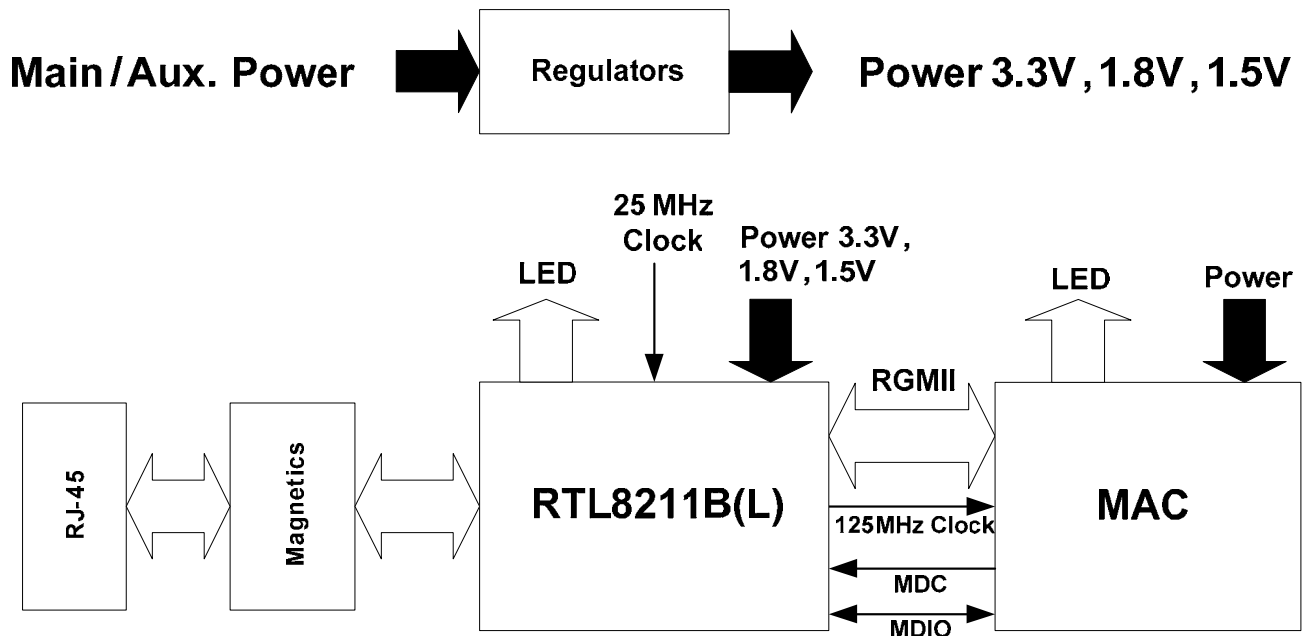 Main/Aux. Power
Regulators
Power 3.3V, 1.8V, 1.5V
25 MHz
Clock
Power 3.3V,
1.8V, 1.5V
LED
LED
Power
RGMII
RJ-45
Magnetics
RTL8211B(L)
MAC
125MHz Clock
MDC
MDIO